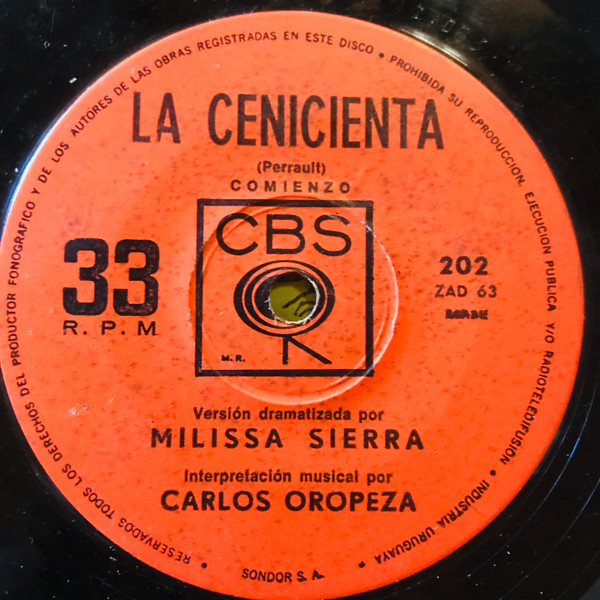 RESERVADOS TODOS LOS DERECHOS DEL PRODUCTOR FONOGRAFICO Y DE LOS AUTORES DE LAS OBRAS REGISTRADAS EN ESTE DISCO • PROHIBIDA SU REPRODUCCION, EJECUCION PUBLICA Y/O RADIOTELEDIFUSION • INDUSTRIA URUGUAYA
LA CENICIENTA
(Perrault)
COMIENZO
CBS
33
R. P. M
202
ZAD 63
M.R.
Versión dramatizada por
MILISSA SIERRA
Interpretación musical por
CARLOS OROPEZA
SONDOR S. A.